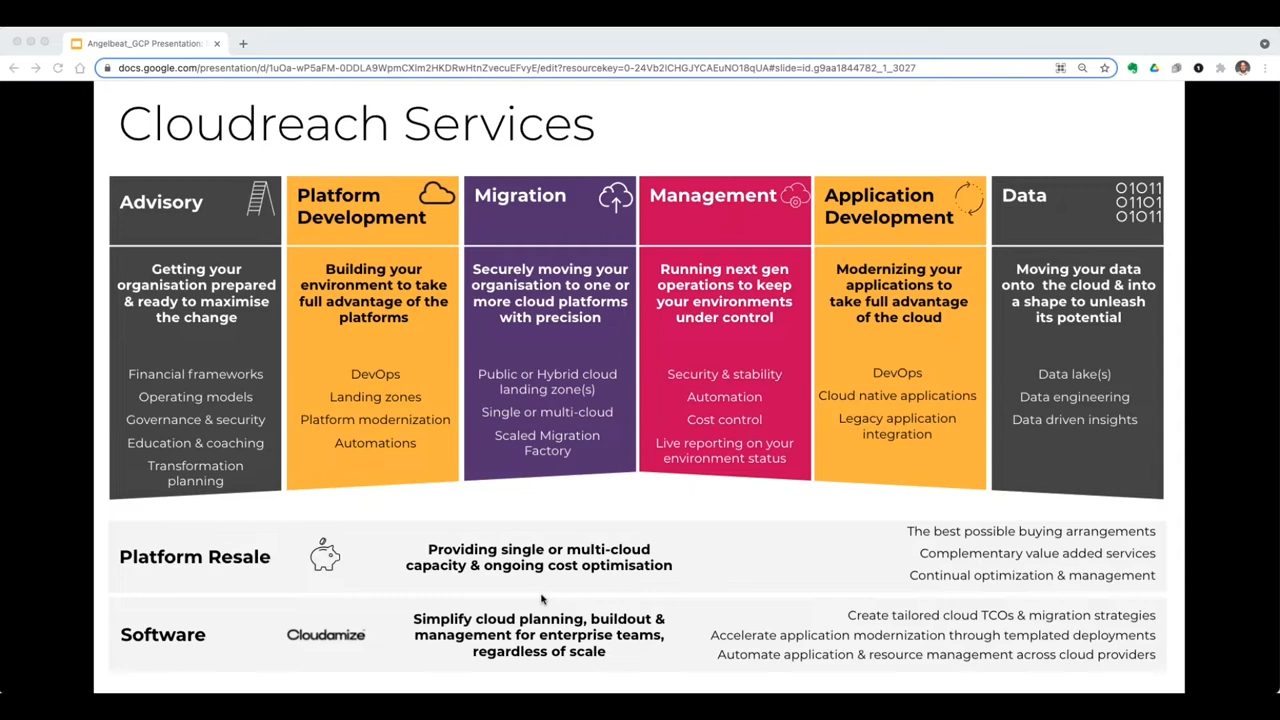 Angelbeat_GCP Presentation:
docs.google.com/presentation/d/1uOa-wP5aFM-0DDLA9WpmCXlm2HKDRwHtnZvecuEFvyE/edit?resourcekey=0-24Vb2ICHGJYCAEuNO18qUA#slide=id.g9aa1844782_1_3027
Cloudreach Services
Advisory
Getting your
organisation prepared
& ready to maximise
the change
Financial frameworks
Operating models
Governance & security
Education & coaching
Transformation
planning
Platform
Development
Building your
environment to take
full advantage of the
platforms
DevOps
Landing zones
Platform modernization
Automations
Migration
Securely moving your
organisation to one or
more cloud platforms
with precision
Public or Hybrid cloud
landing zone(s)
Single or multi-cloud
Scaled Migration
Factory
Management
Running next gen
operations to keep
your environments
under control
Security & stability
Automation
Cost control
Live reporting on your
environment status
Application
Development
Modernizing your
applications to
take full advantage
of the cloud
DevOps
Cloud native applications
Legacy application
integration
Data
01011
01101
01011
Moving your data
onto the cloud & into
a shape to unleash
its potential
Data lake(s)
Data engineering
Data driven insights
Platform Resale
Providing single or multi-cloud
capacity & ongoing cost optimisation
The best possible buying arrangements
Complementary value added services
Continual optimization & management
Software
Cloudamize
Simplify cloud planning, buildout &
management for enterprise teams,
regardless of scale
Create tailored cloud TCOs & migration strategies
Accelerate application modernization through templated deployments
Automate application & resource management across cloud providers